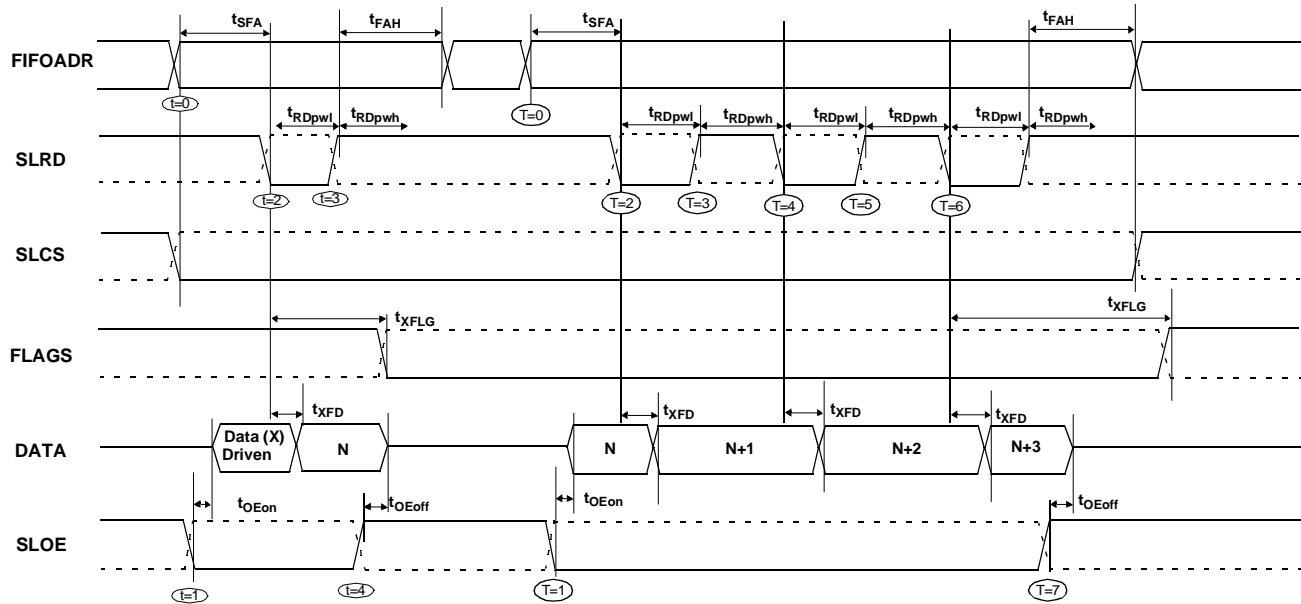 tSFA tFAH tSFA tFAH
FIFOADR
t=0 T=0
tRDpwl tRDpwh tRDpwl tRDpwh tRDpwl tRDpwh tRDpwl tRDpwh
SLRD
t=2 t=3 T=2 T=3 T=4 T=5 T=6
SLCS
tXFLG tXFLG
FLAGS
tXFD tXFD tXFD tXFD
DATA
Data (X)
Driven
N N N+1 N+2 N+3
tOEon tOEoff tOEon tOEoff
SLOE
t=1 t=4 T=1 T=7